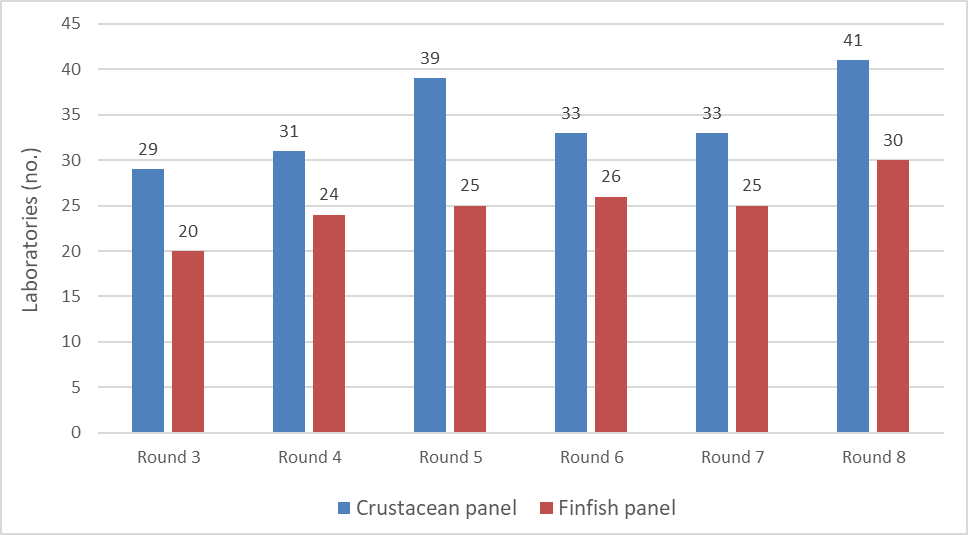 Laboratories (no.)
45
40
35
30
25
20
15
10
5
0
29
20
31
24
39
25
33
26
33
25
41
30
Round 3
Round 4
Round 5
Round 6
Round 7
Round 8
Crustacean panel
Finfish panel